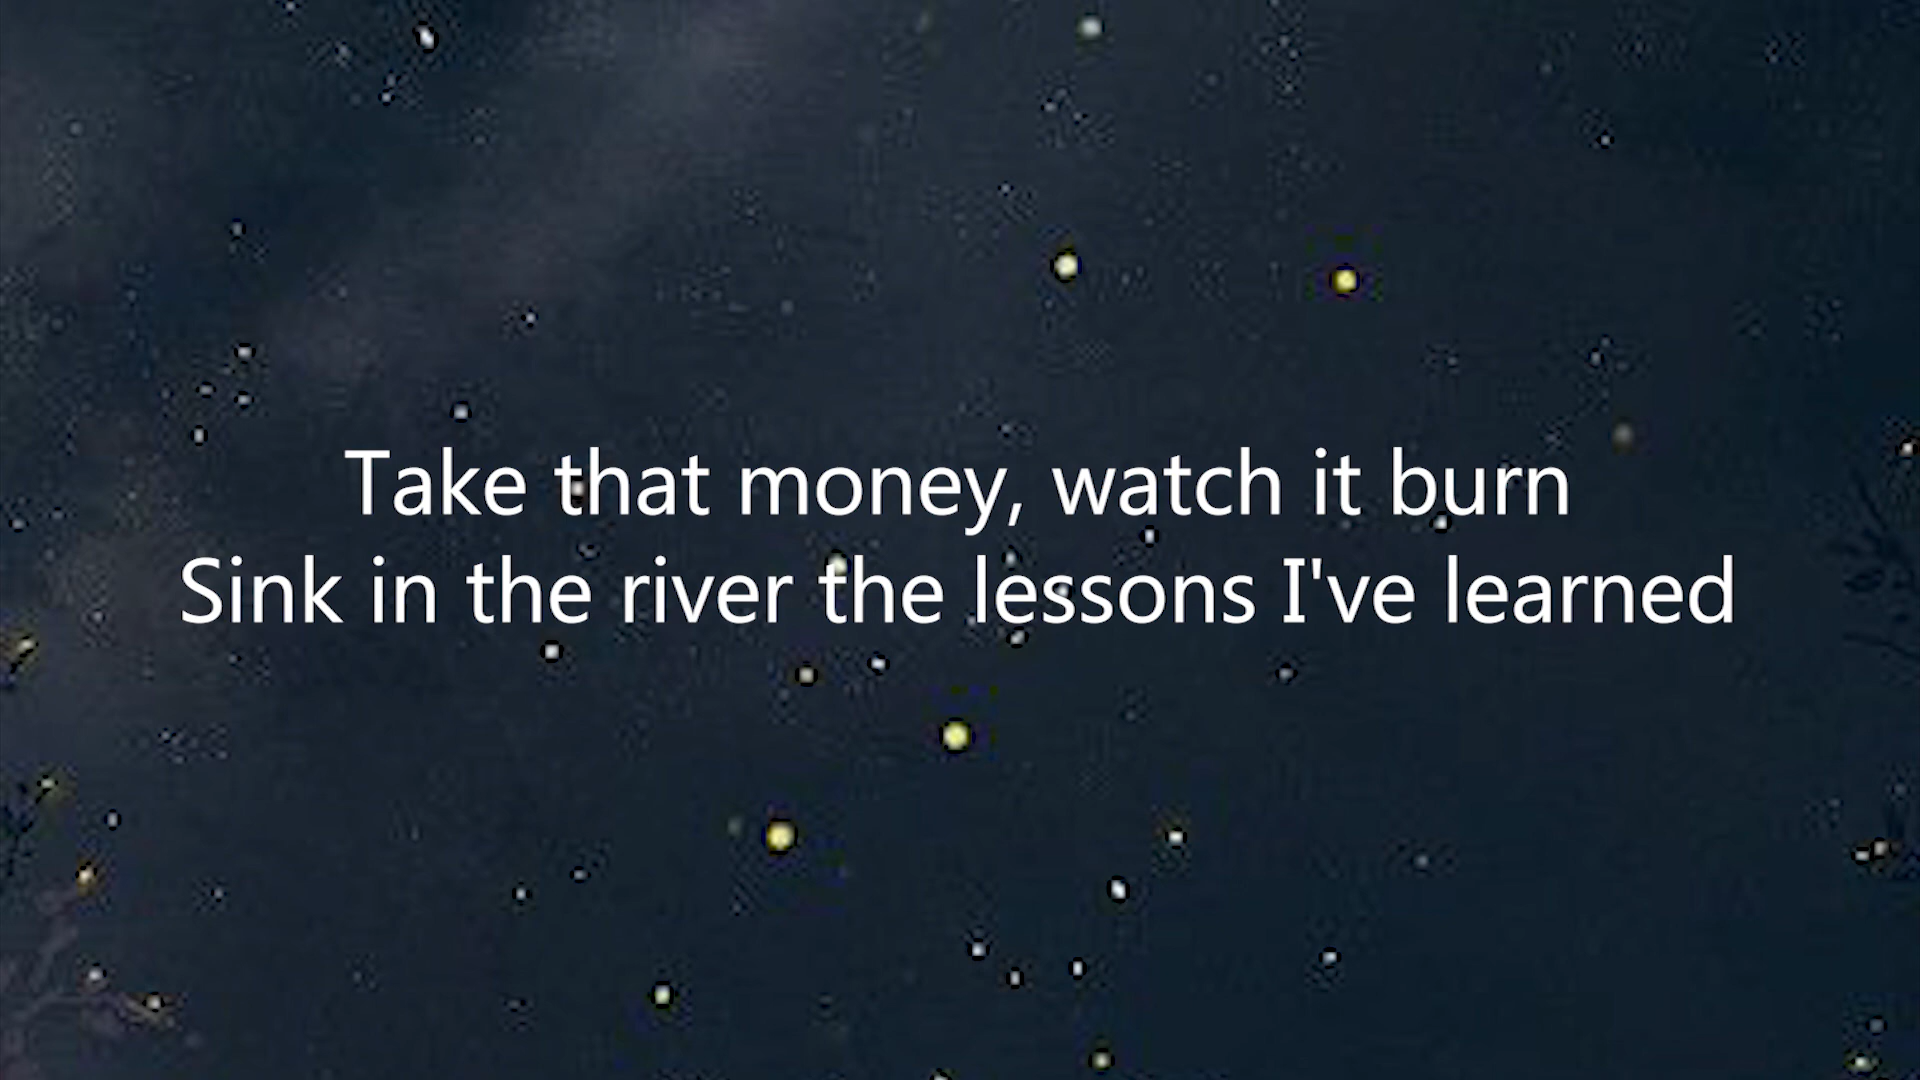 Take that money, watch it burn
Sink in the river the lessons I've learned